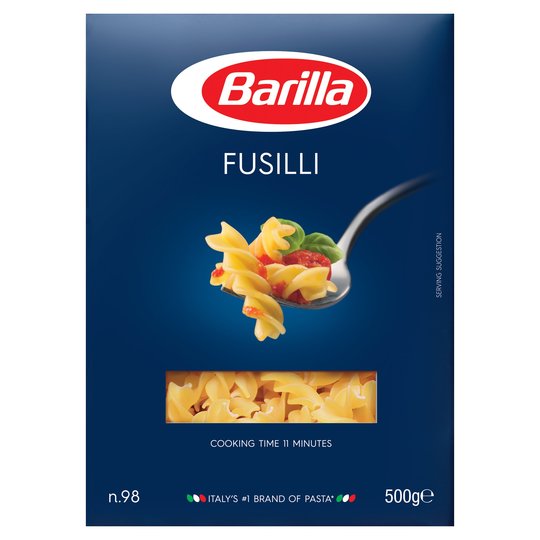 Barilla
FUSILLI
SERVING SUGGESTION
COOKING TIME 11 MINUTES
n.98
ITALY'S #1 BRAND OF PASTA*
500g℮